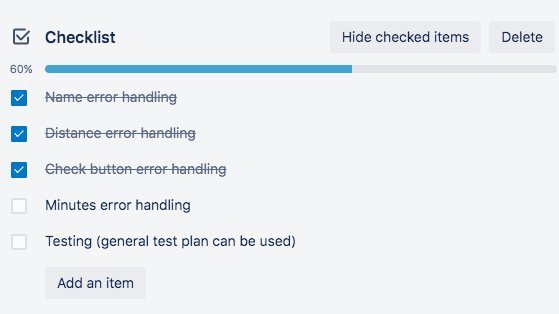 Checklist
Hide checked items
Delete
60%
Name error handling
Distance error handling
Check button error handling
Minutes error handling
Testing (general test plan can be used)
Add an item